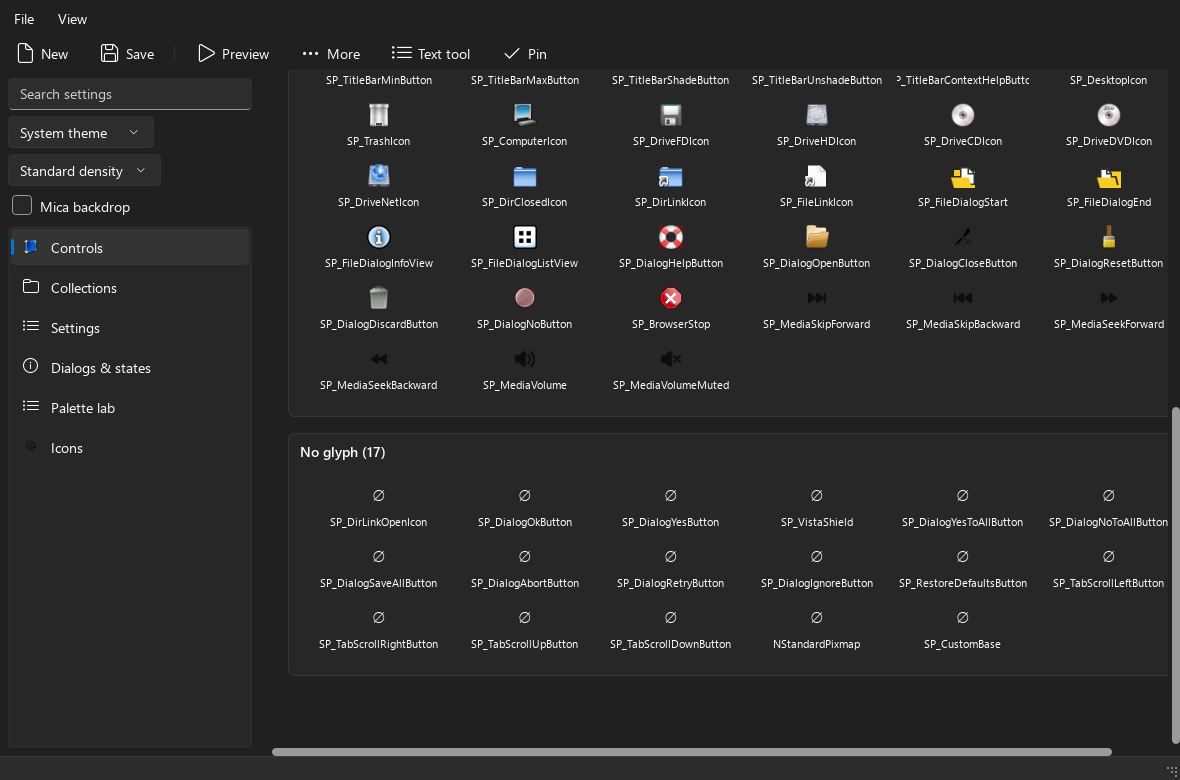 File View
New Save Preview More Text tool Pin
Search settings
System theme
Standard density
Mica backdrop
Controls
Collections
Settings
Dialogs & states
Palette lab
Icons
SP_TitleBarMinButton SP_TitleBarMaxButton SP_TitleBarShadeButton SP_TitleBarUnshadeButton P_TitleBarContextHelpButto SP_DesktopIcon
SP_TrashIcon SP_ComputerIcon SP_DriveFDIcon SP_DriveHDIcon SP_DriveCDIcon SP_DriveDVDIcon
SP_DriveNetIcon SP_DirClosedIcon SP_DirLinkIcon SP_FileLinkIcon SP_FileDialogStart SP_FileDialogEnd
SP_FileDialogInfoView SP_FileDialogListView SP_DialogHelpButton SP_DialogOpenButton SP_DialogCloseButton SP_DialogResetButton
SP_DialogDiscardButton SP_DialogNoButton SP_BrowserStop SP_MediaSkipForward SP_MediaSkipBackward SP_MediaSeekForward
SP_MediaSeekBackward SP_MediaVolume SP_MediaVolumeMuted
No glyph (17)
∅ ∅ ∅ ∅ ∅ ∅
SP_DirLinkOpenIcon SP_DialogOkButton SP_DialogYesButton SP_VistaShield SP_DialogYesToAllButton SP_DialogNoToAllButton
∅ ∅ ∅ ∅ ∅ ∅
SP_DialogSaveAllButton SP_DialogAbortButton SP_DialogRetryButton SP_DialogIgnoreButton SP_RestoreDefaultsButton SP_TabScrollLeftButton
∅ ∅ ∅ ∅ ∅
SP_TabScrollRightButton SP_TabScrollUpButton SP_TabScrollDownButton NStandardPixmap SP_CustomBase